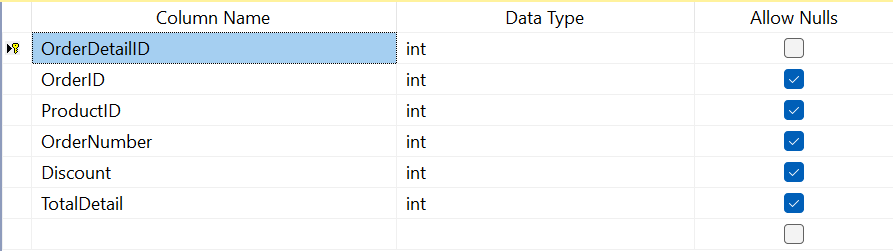 Column Name Data Type Allow Nulls
OrderDetailID int
OrderID int
ProductID int
OrderNumber int
Discount int
TotalDetail int